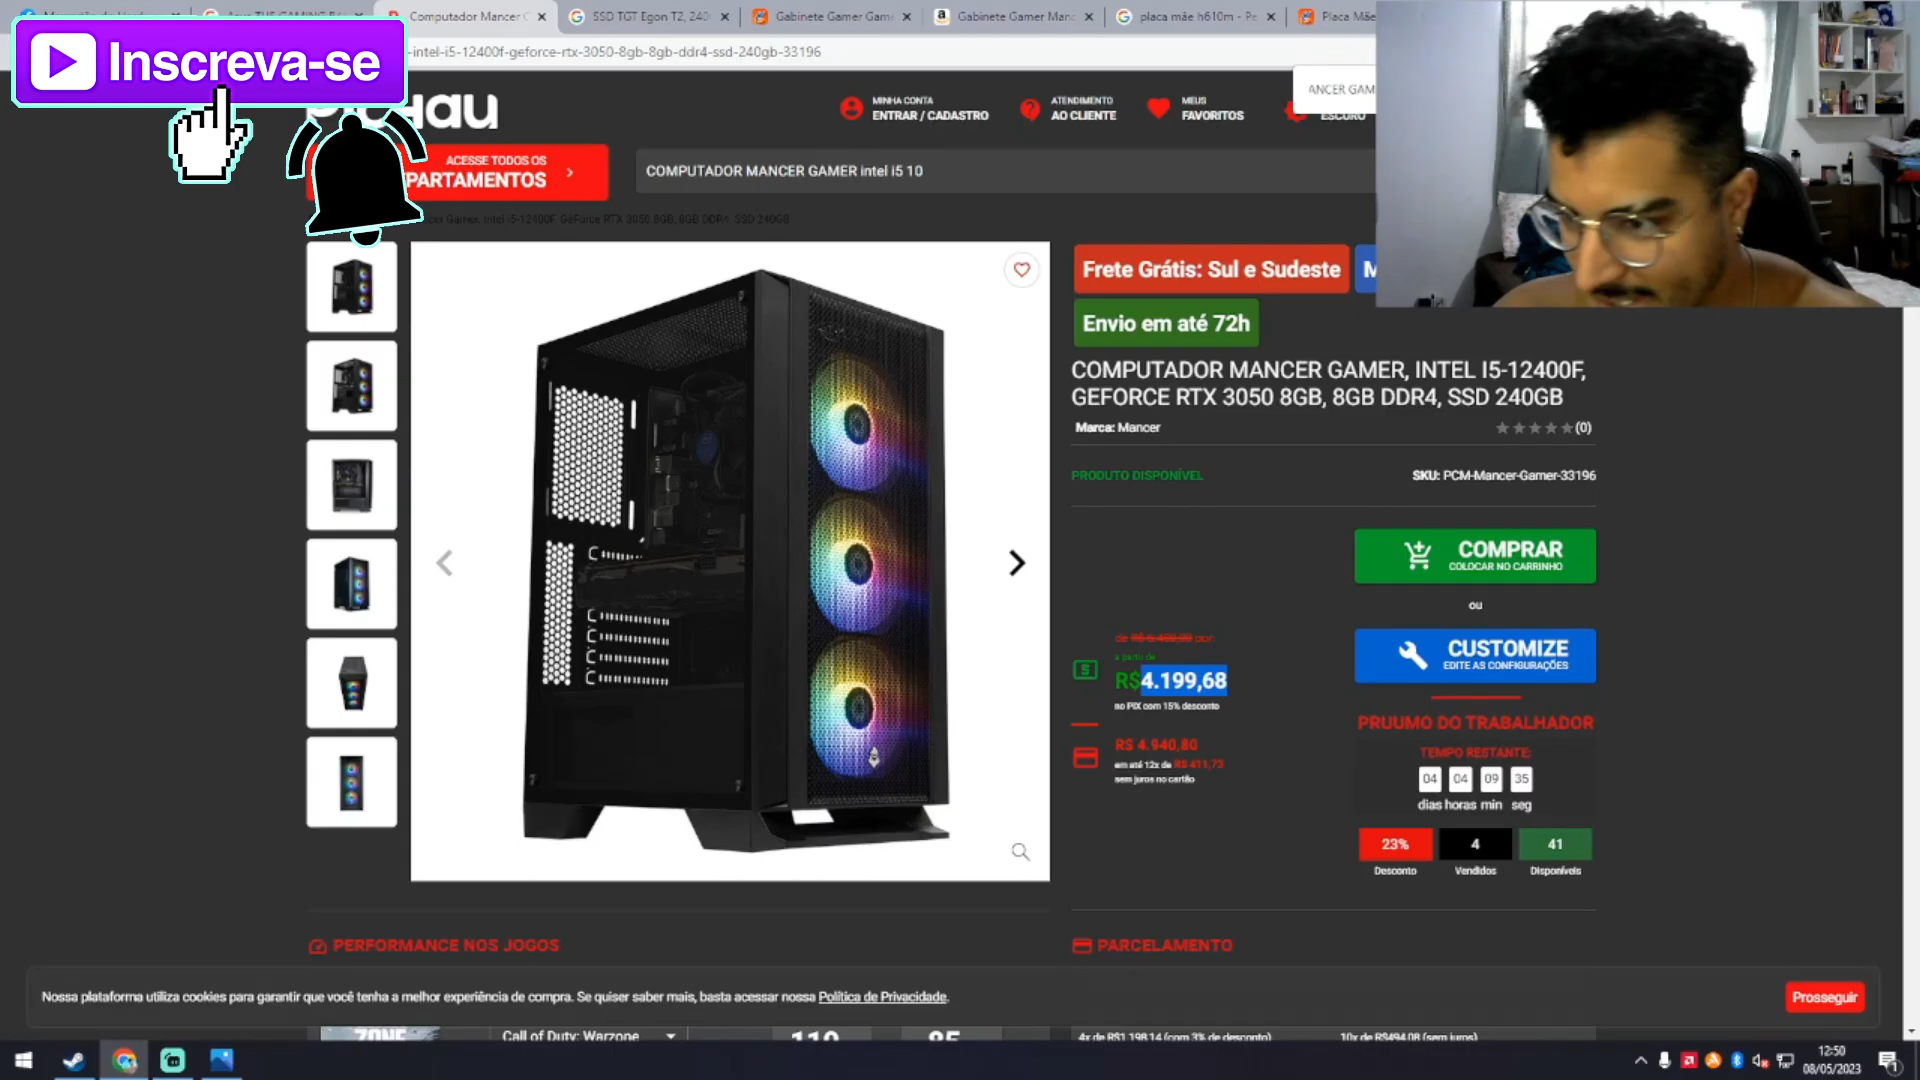 Computador Mancer
SSD TGT Egon T2, 240
Gabinete Gamer Gam
Gabinete Gamer Manc
placa mãe h610m - Pe
Placa Mãe
Inscreva-se
-intel-i5-12400f-geforce-rtx-3050-8gb-8gb-ddr4-ssd-240gb-33196
ANCER GAM
MINHA CONTA
ENTRAR / CADASTRO
ATENDIMENTO
AO CLIENTE
MEUS
FAVORITOS
ESCURO
ACESSE TODOS OS
PARTAMENTOS
COMPUTADOR MANCER GAMER intel i5 10
cer Gamer, Intel i5-12400F, GeForce RTX 3050 8GB, 8GB DDR4, SSD 240GB
Frete Grátis: Sul e Sudeste
M
Envio em até 72h
COMPUTADOR MANCER GAMER, INTEL I5-12400F,
GEFORCE RTX 3050 8GB, 8GB DDR4, SSD 240GB
Marca: Mancer
(0)
PRODUTO DISPONÍVEL
SKU: PCM-Mancer-Gamer-33196
COMPRAR
COLOCAR NO CARRINHO
ou
CUSTOMIZE
EDITE AS CONFIGURAÇÕES
por:
a partir de
R$4.199,68
no PIX com 15% desconto
R$ 4.940,80
em até 12x de R$ 411,73
sem juros no cartão
PRUUMO DO TRABALHADOR
TEMPO RESTANTE:
04 04 09 35
dias horas min seg
23% 4 41
Desconto Vendidos Disponíveis
PERFORMANCE NOS JOGOS
PARCELAMENTO
Nossa plataforma utiliza cookies para garantir que você tenha a melhor experiência de compra. Se quiser saber mais, basta acessar nossa Política de Privacidade.
Prosseguir
ZONE
Call of Duty: Warzone
110
85
4x de R$1.198,14 (com 3% de desconto)
10x de R$494,08 (sem juros)
12:50
08/05/2023
1